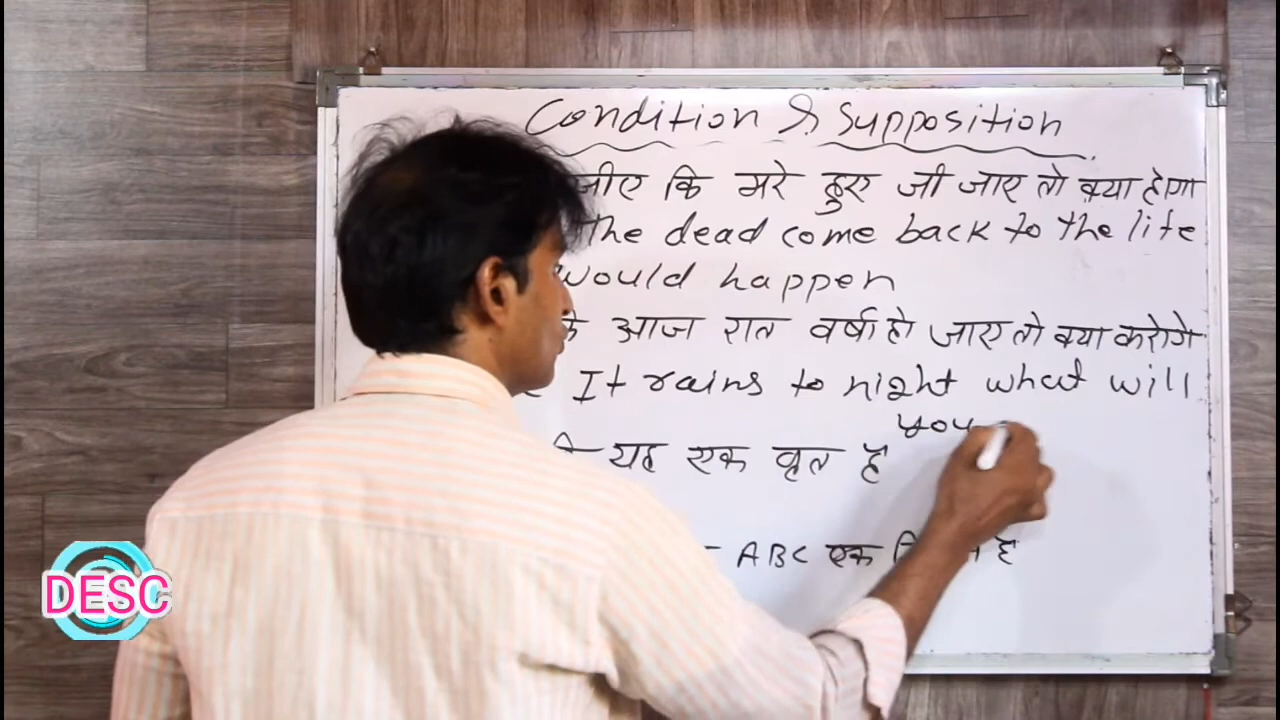 Condition & Supposition
जीए कि मरे हुए जी जाए तो क्या होगा
the dead come back to the life
would happen
आज रात वर्षा हो जाए तो क्या करोगे
It rains to night what will
you
यह एक वृत है
ABC एक है
DESC